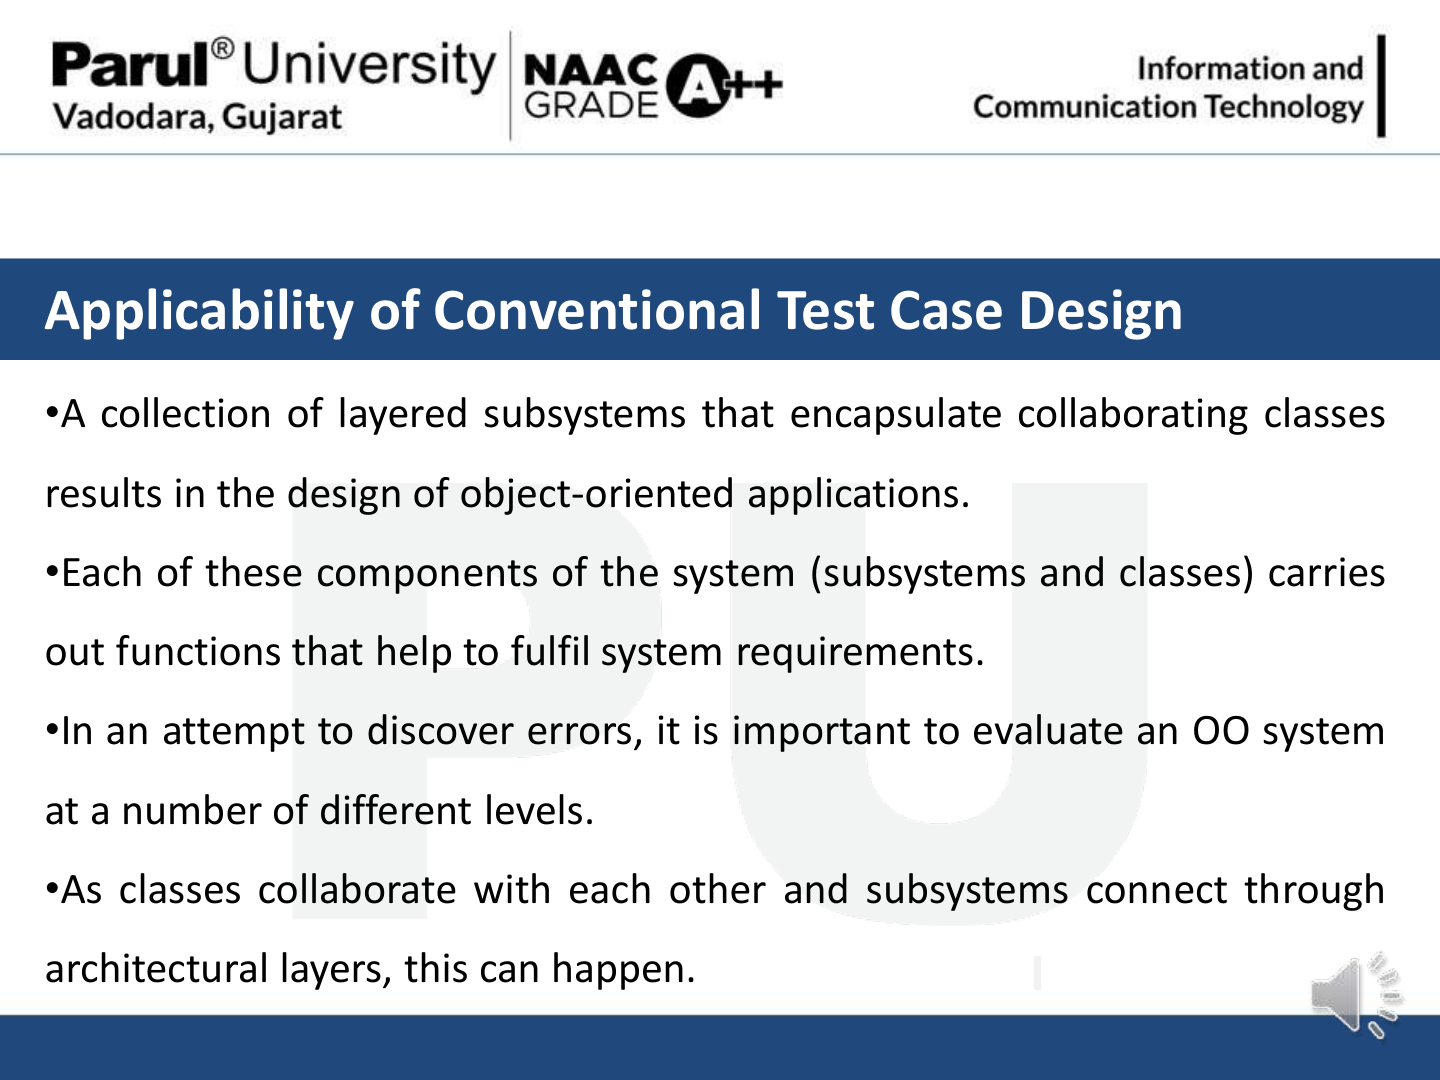 Parul® University
Vadodara, Gujarat
NAAC
GRADE A++
Information and
Communication Technology
Applicability of Conventional Test Case Design
•A collection of layered subsystems that encapsulate collaborating classes
results in the design of object-oriented applications.
•Each of these components of the system (subsystems and classes) carries
out functions that help to fulfil system requirements.
•In an attempt to discover errors, it is important to evaluate an OO system
at a number of different levels.
•As classes collaborate with each other and subsystems connect through
architectural layers, this can happen.
PU